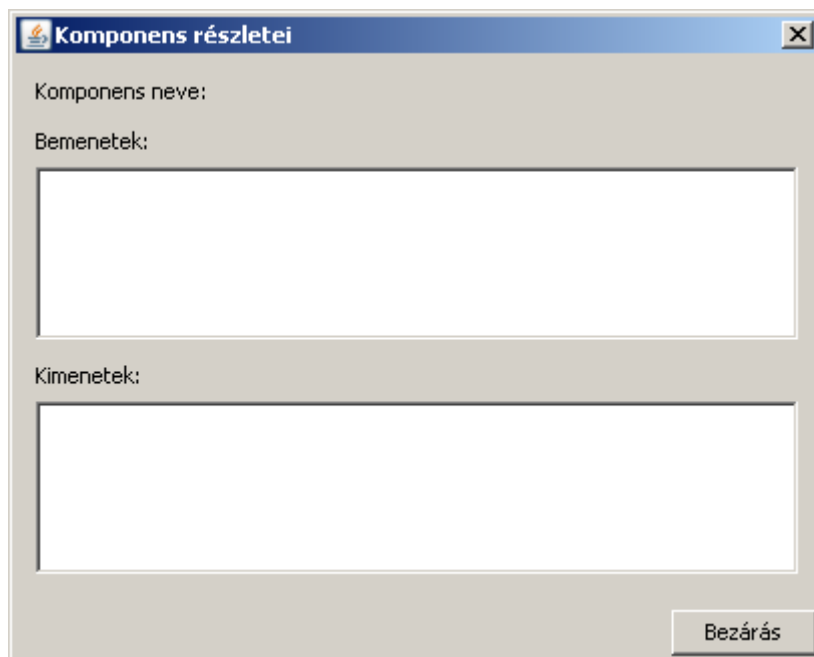 Komponens részletei
Komponens neve:
Bemenetek:
Kimenetek:
Bezárás